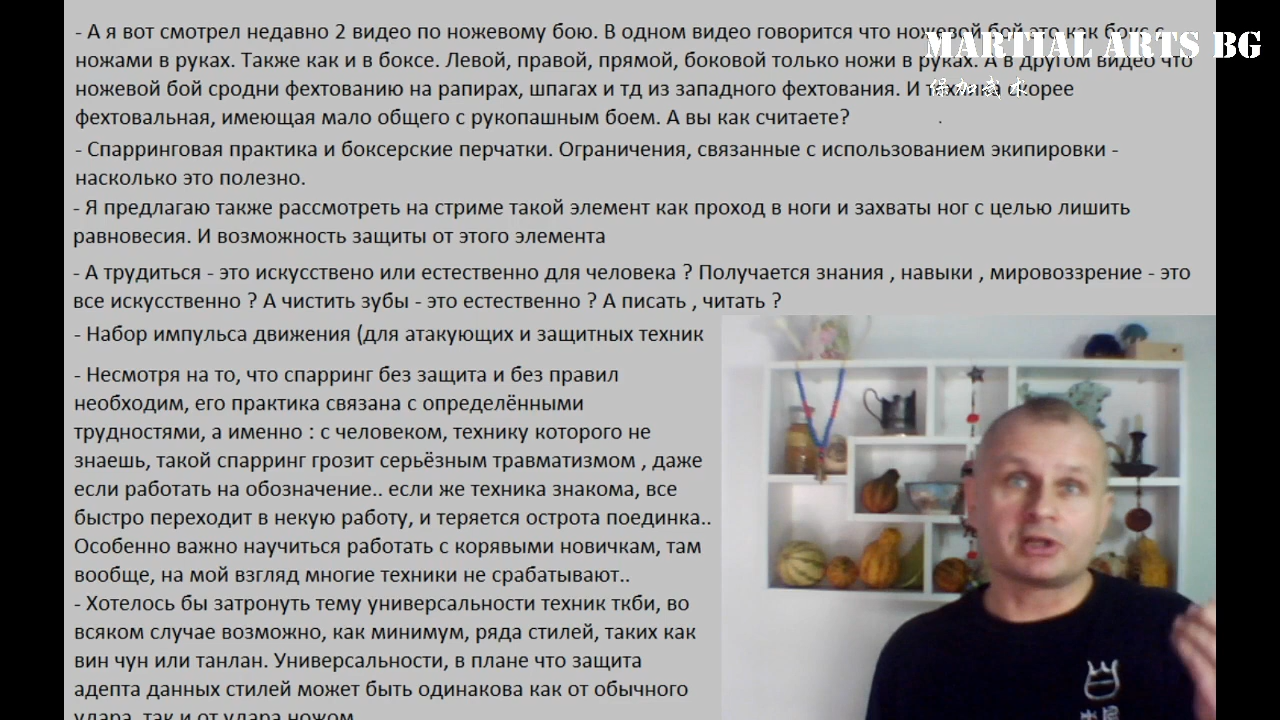 - А я вот смотрел недавно 2 видео по ножевому бою. В одном видео говорится что ножевой бой это как бокс с
MARTIAL ARTS BG
ножами в руках. Также как и в боксе. Левой, правой, прямой, боковой только ножи в руках. А в другом видео что
ножевой бой сродни фехтованию на рапирах, шпагах и тд из западного фехтования. И техника скорее
保加武术
фехтовальная, имеющая мало общего с рукопашным боем. А вы как считаете?
- Спарринговая практика и боксерские перчатки. Ограничения, связанные с использованием экипировки -
насколько это полезно.
- Я предлагаю также рассмотреть на стриме такой элемент как проход в ноги и захваты ног с целью лишить
равновесия. И возможность защиты от этого элемента
- А трудиться - это искусствено или естественно для человека ? Получается знания , навыки , мировоззрение - это
все искусственно ? А чистить зубы - это естественно ? А писать , читать ?
- Набор импульса движения (для атакующих и защитных техник
- Несмотря на то, что спарринг без защита и без правил
необходим, его практика связана с определёнными
трудностями, а именно : с человеком, технику которого не
знаешь, такой спарринг грозит серьёзным травматизмом , даже
если работать на обозначение.. если же техника знакома, все
быстро переходит в некую работу, и теряется острота поединка..
Особенно важно научиться работать с корявыми новичкам, там
вообще, на мой взгляд многие техники не срабатывают..
- Хотелось бы затронуть тему универсальности техник ткби, во
всяком случае возможно, как минимум, ряда стилей, таких как
вин чун или танлан. Универсальности, в плане что защита
адепта данных стилей может быть одинакова как от обычного
удара, так и от удара ножом